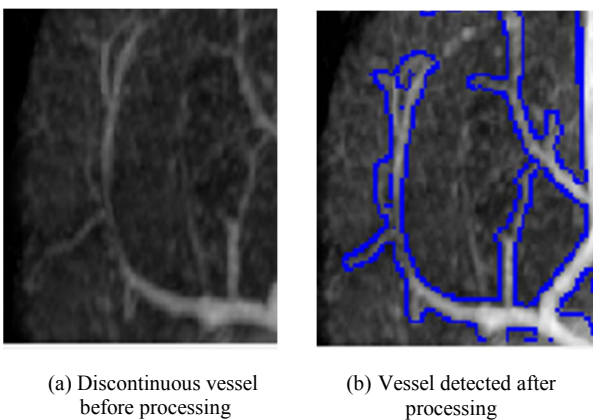 (a) Discontinuous vessel
before processing
(b) Vessel detected after
processing